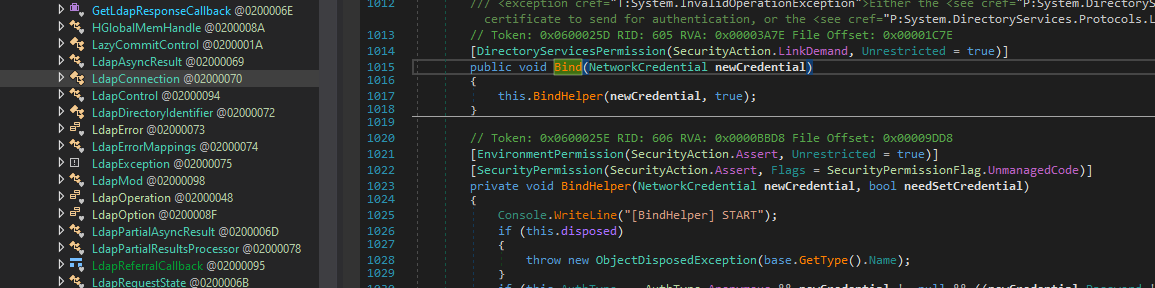 GetLdapResponseCallback @0200006E
HGlobalMemHandle @0200008A
LazyCommitControl @0200001A
LdapAsyncResult @02000069
LdapConnection @02000070
LdapControl @02000094
LdapDirectoryIdentifier @02000072
LdapError @02000073
LdapErrorMappings @02000074
LdapException @02000075
LdapMod @02000098
LdapOperation @02000048
LdapOption @0200008F
LdapPartialAsyncResult @0200006D
LdapPartialResultsProcessor @02000078
LdapReferralCallback @02000095
LdapRequestState @0200006B
1012 /// <exception cref="T:System.InvalidOperationException">Either the <see cref="P:System.DirectoryS
certificate to send for authentication, or the <see cref="P:System.DirectoryServices.Protocols.L
1013 // Token: 0x0600025D RID: 605 RVA: 0x00003A7E File Offset: 0x00001C7E
1014 [DirectoryServicesPermission(SecurityAction.LinkDemand, Unrestricted = true)]
1015 public void Bind(NetworkCredential newCredential)
1016 {
1017 this.BindHelper(newCredential, true);
1018 }
1019
1020 // Token: 0x0600025E RID: 606 RVA: 0x0000BBD8 File Offset: 0x00009DD8
1021 [EnvironmentPermission(SecurityAction.Assert, Unrestricted = true)]
1022 [SecurityPermission(SecurityAction.Assert, Flags = SecurityPermissionFlag.UnmanagedCode)]
1023 private void BindHelper(NetworkCredential newCredential, bool needSetCredential)
1024 {
1025 Console.WriteLine("[BindHelper] START");
1026 if (this.disposed)
1027 {
1028 throw new ObjectDisposedException(base.GetType().Name);
1029 }